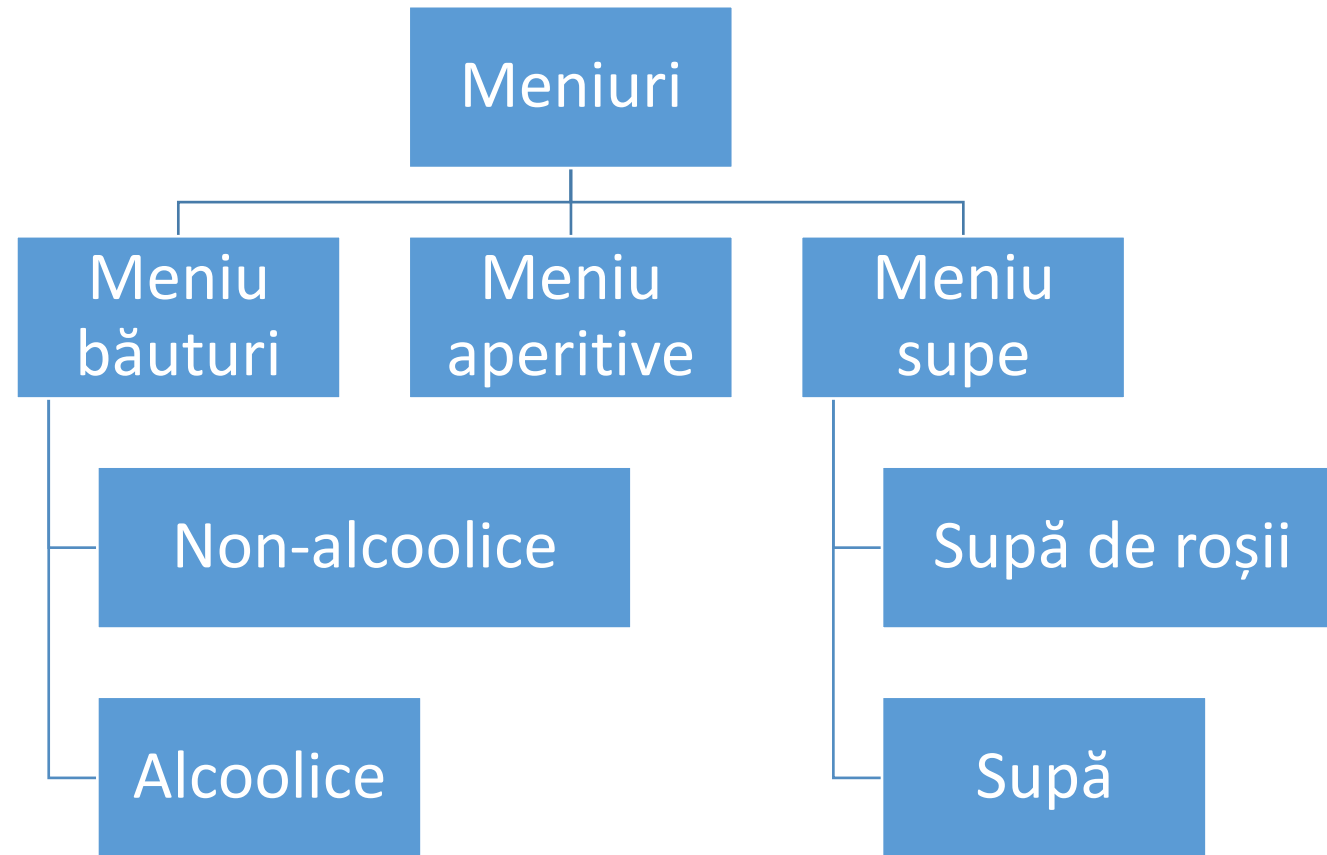 Meniuri
Meniu
băuturi
Meniu
aperitive
Meniu
supe
Non-alcoolice
Supă de roșii
Alcoolice
Supă